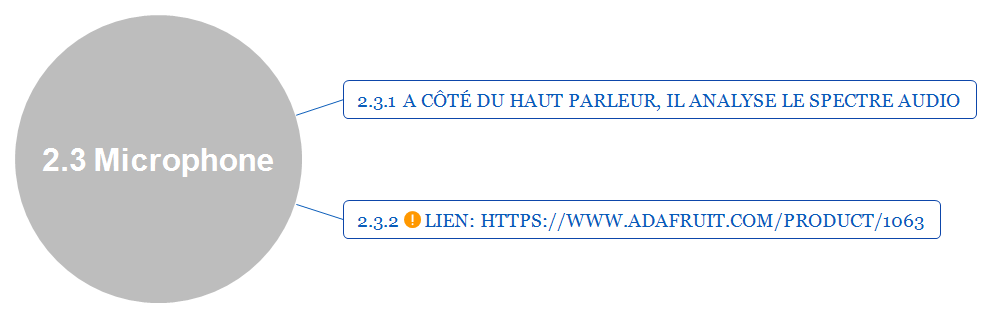 2.3 Microphone
2.3.1 A CÔTÉ DU HAUT PARLEUR, IL ANALYSE LE SPECTRE AUDIO
2.3.2 ! LIEN: HTTPS://WWW.ADAFRUIT.COM/PRODUCT/1063